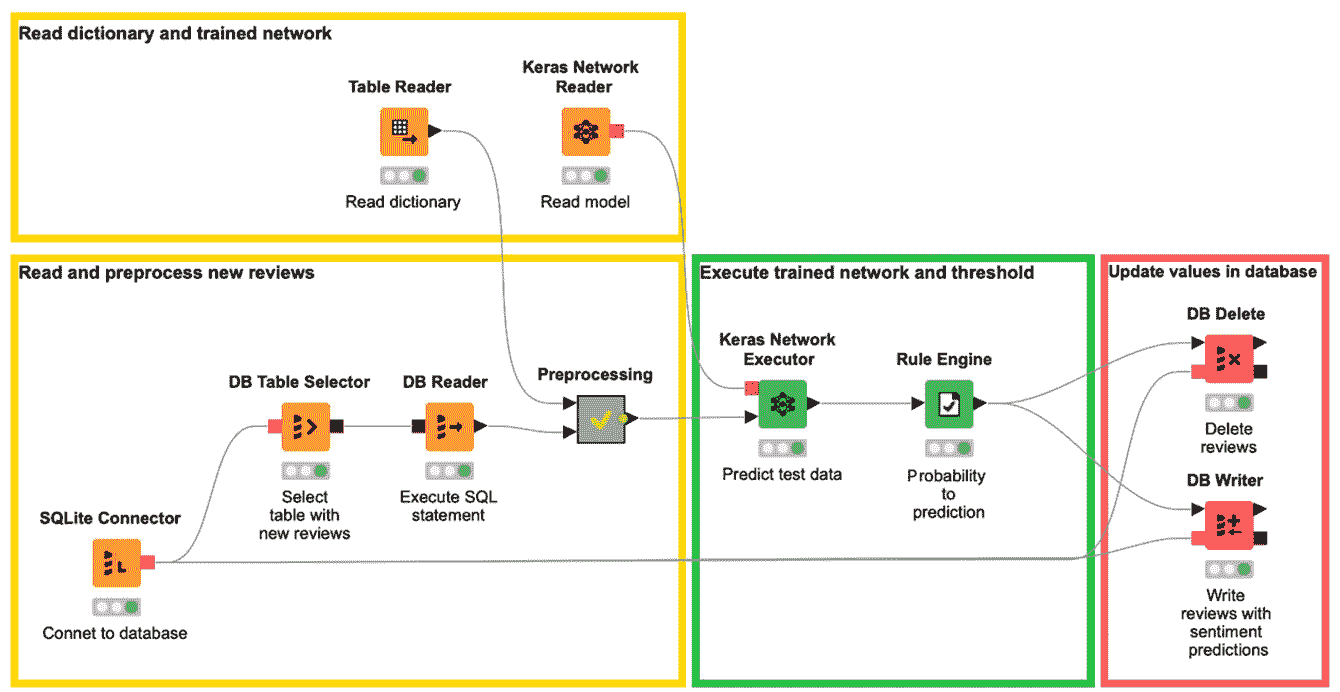 Read dictionary and trained network
Table Reader
Read dictionary
Keras Network
Reader
Read model
Read and preprocess new reviews
SQLite Connector
Connet to database
DB Table Selector
Select
table with
new reviews
DB Reader
Execute SQL
statement
Preprocessing
Execute trained network and threshold
Keras Network
Executor
Predict test data
Rule Engine
Probability
to
prediction
Update values in database
DB Delete
Delete
reviews
DB Writer
Write
reviews with
sentiment
predictions